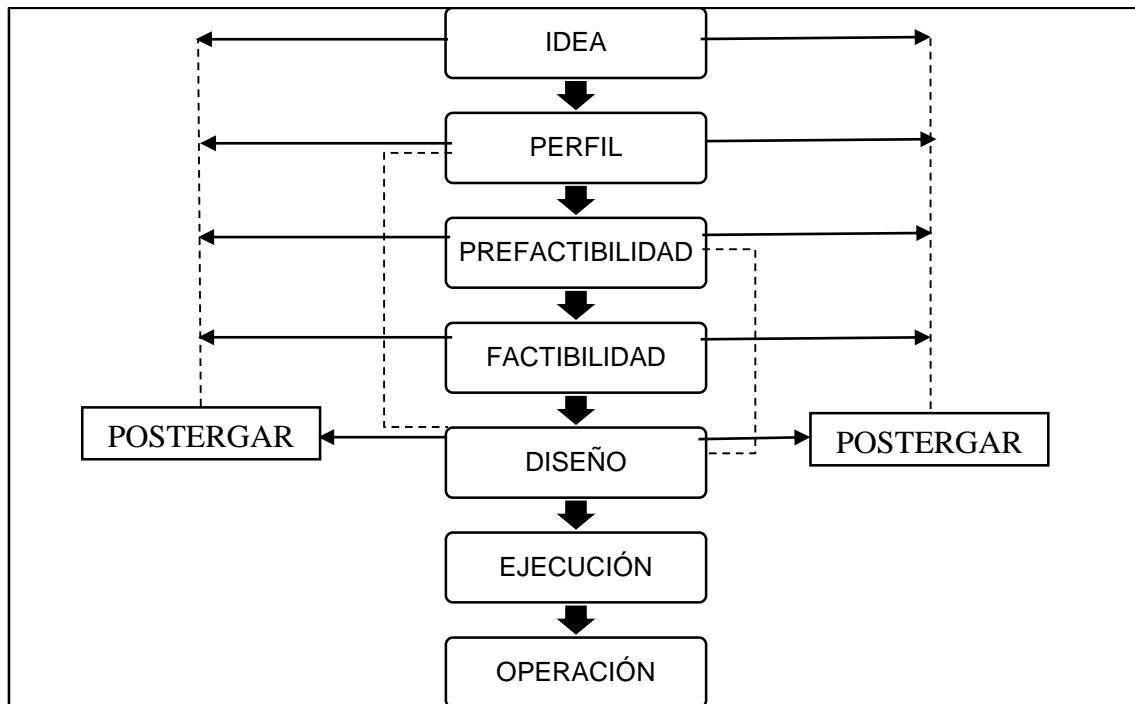 IDEA
PERFIL
PREFACTIBILIDAD
FACTIBILIDAD
POSTERGAR
DISEÑO
POSTERGAR
EJECUCIÓN
OPERACIÓN